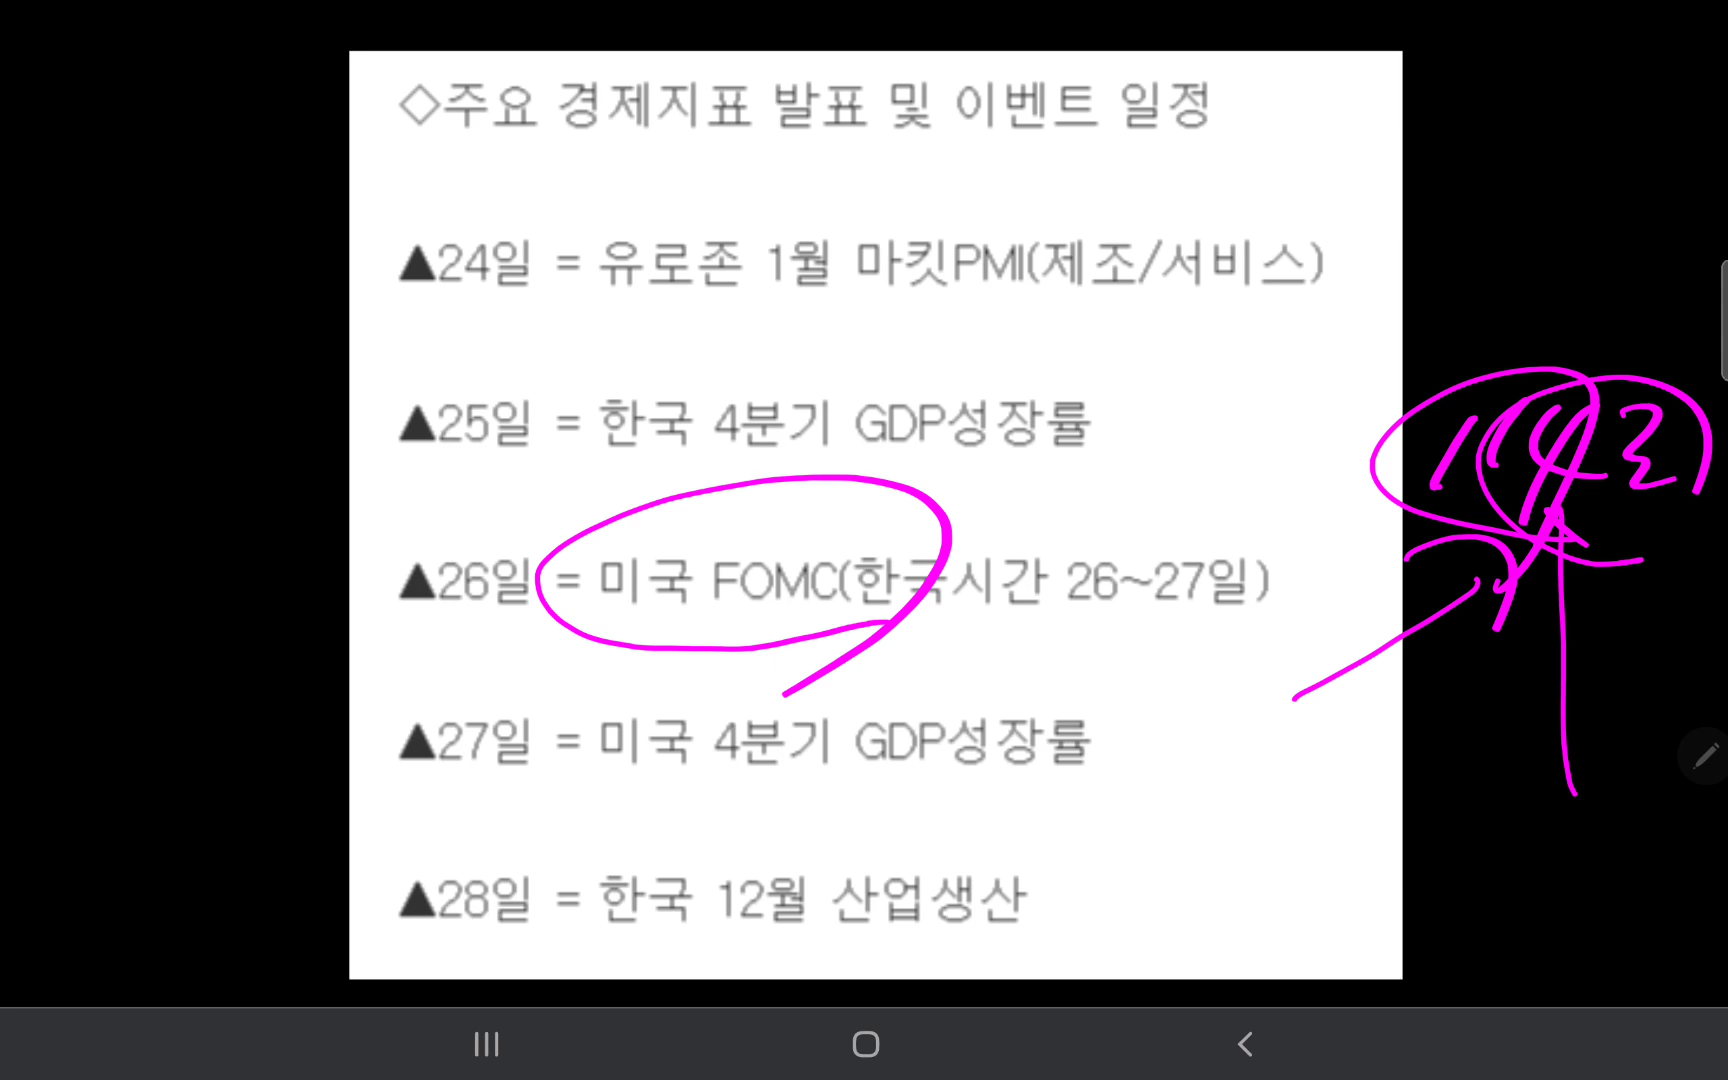 ◇주요 경제지표 발표 및 이벤트 일정
▲24일 = 유로존 1월 마킷PMI(제조/서비스)
▲25일 = 한국 4분기 GDP성장률
▲26일 = 미국 FOMC(한국시간 26~27일)
▲27일 = 미국 4분기 GDP성장률
▲28일 = 한국 12월 산업생산